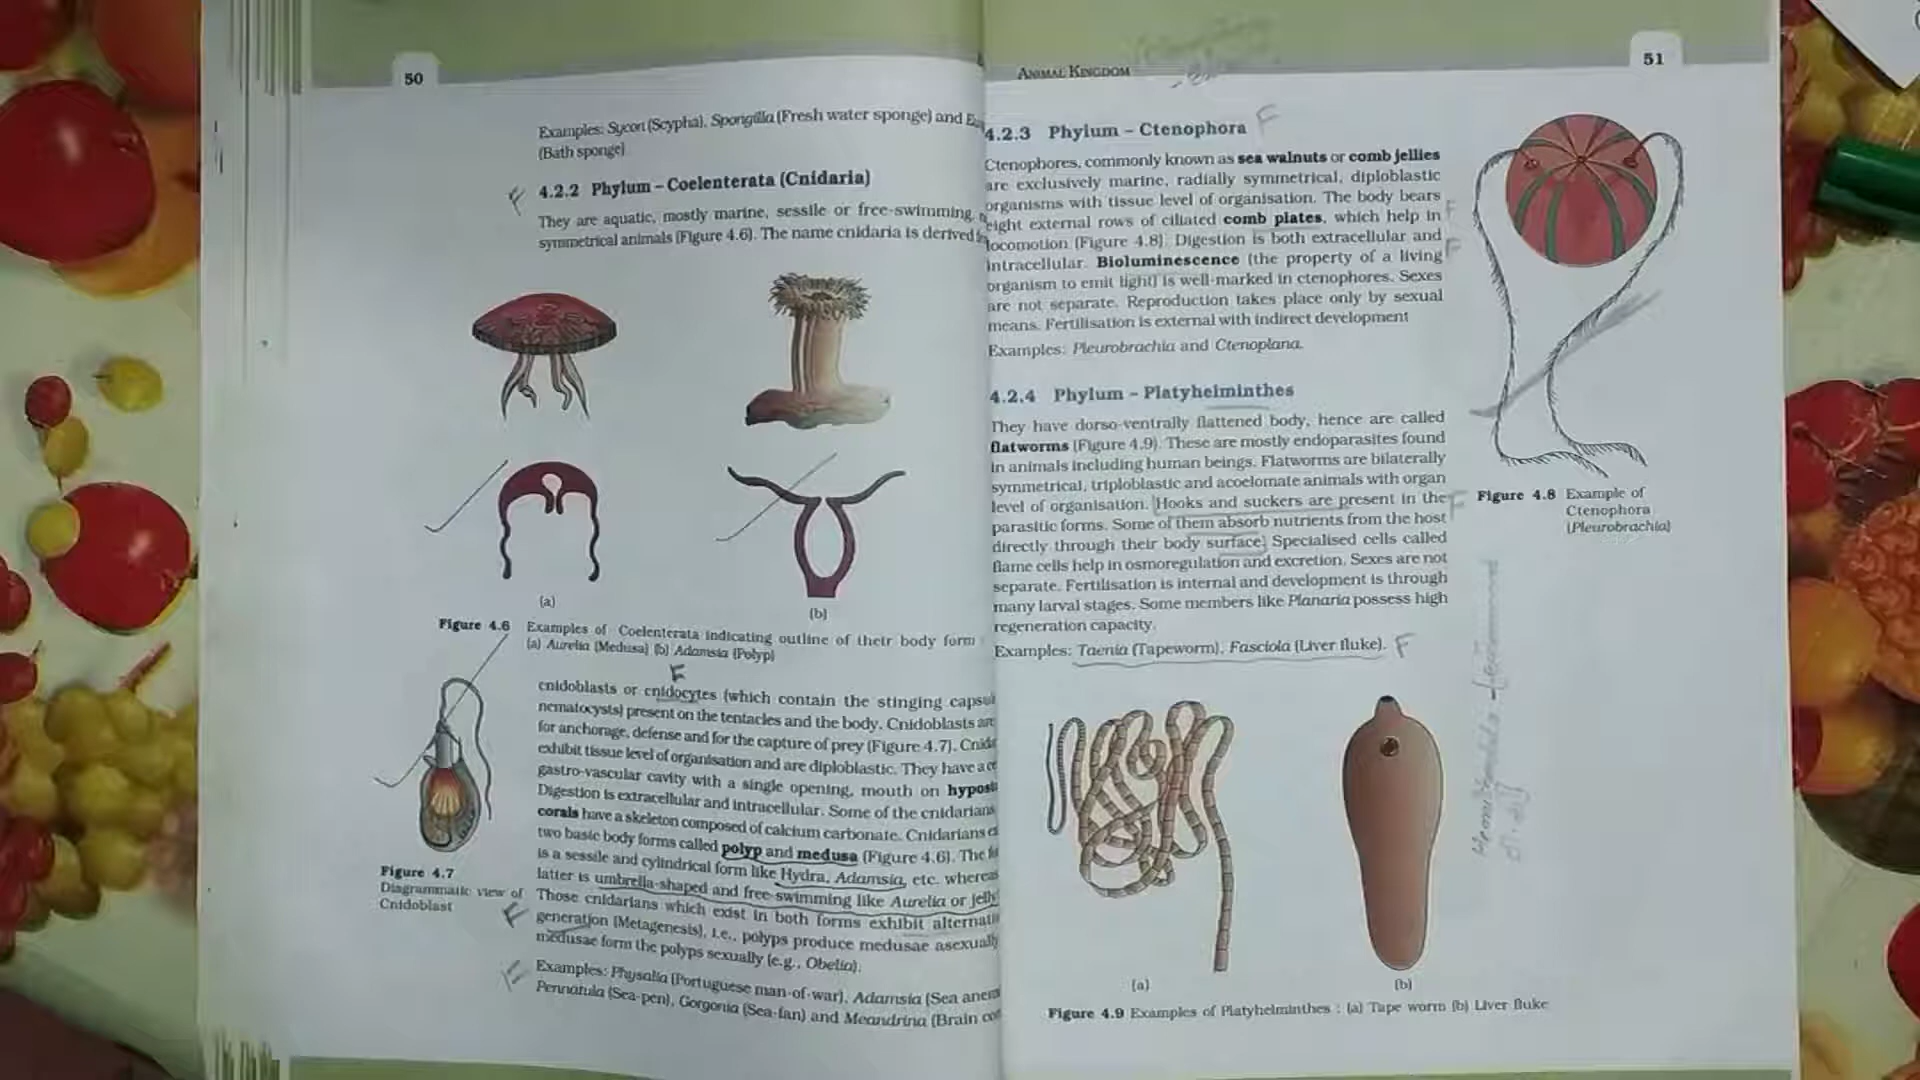 50
Examples: Sycon (Scypha), Spongilla (Fresh water sponge) and
(Bath sponge).
4.2.2 Phylum – Coelenterata (Cnidaria)
They are aquatic, mostly marine, sessile or free-swimming,
symmetrical animals (Figure 4.6). The name cnidaria is derived
(a)
(b)
Figure 4.6 Examples of Coelenterata indicating outline of their body form :
(a) Aurelia (Medusa) (b) Adamsia (Polyp)
F
cnidoblasts or cnidocytes (which contain the stinging
nematocysts) present on the tentacles and the body. Cnidoblasts are
for anchorage, defense and for the capture of prey (Figure 4.7).
exhibit tissue level of organisation and are diploblastic. They have a
gastro-vascular cavity with a single opening, mouth on
Digestion is extracellular and intracellular. Some of the cnidarians,
corals have a skeleton composed of calcium carbonate. Cnidarians
two basic body forms called polyp and medusa (Figure 4.6). The
is a sessile and cylindrical form like Hydra, Adamsia, etc. whereas
latter is umbrella-shaped and free-swimming like Aurelia or jelly
Those cnidarians which exist in both forms exhibit
generation (Metagenesis), i.e., polyps produce medusae asexually
medusae form the polyps sexually (e.g., Obelia).
Examples: Physalia (Portuguese man-of-war), Adamsia (Sea
Pennatula (Sea-pen), Gorgonia (Sea-fan) and Meandrina (Brain
Figure 4.7
Diagrammatic view of
Cnidoblast
F
ANIMAL KINGDOM
51
4.2.3 Phylum – Ctenophora F
Ctenophores, commonly known as sea walnuts or comb jellies
are exclusively marine, radially symmetrical, diploblastic
organisms with tissue level of organisation. The body bears
eight external rows of ciliated comb plates, which help in
locomotion (Figure 4.8). Digestion is both extracellular and
intracellular. Bioluminescence (the property of a living
organism to emit light) is well-marked in ctenophores. Sexes
are not separate. Reproduction takes place only by sexual
means. Fertilisation is external with indirect development
Examples: Pleurobrachia and Ctenoplana.
4.2.4 Phylum – Platyhelminthes
They have dorso-ventrally flattened body, hence are called
flatworms (Figure 4.9). These are mostly endoparasites found
in animals including human beings. Flatworms are bilaterally
symmetrical, triploblastic and acoelomate animals with organ
level of organisation. Hooks and suckers are present in the
parasitic forms. Some of them absorb nutrients from the host
directly through their body surface. Specialised cells called
flame cells help in osmoregulation and excretion. Sexes are not
separate. Fertilisation is internal and development is through
many larval stages. Some members like Planaria possess high
regeneration capacity.
Examples: Taenia (Tapeworm), Fasciola (Liver fluke). F
Figure 4.8 Example of
Ctenophora
(Pleurobrachia)
(a)
(b)
Figure 4.9 Examples of Platyhelminthes : (a) Tape worm (b) Liver fluke